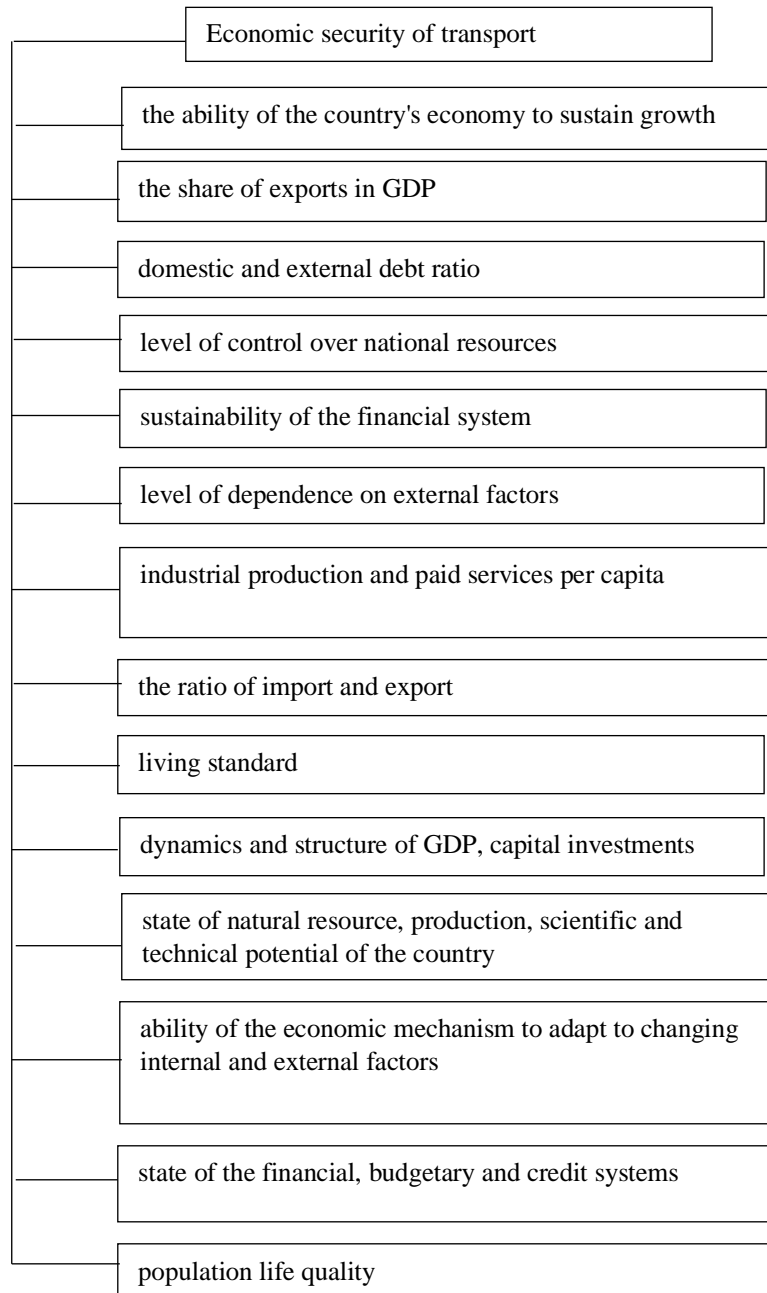 Economic security of transport
the ability of the country's economy to sustain growth
the share of exports in GDP
domestic and external debt ratio
level of control over national resources
sustainability of the financial system
level of dependence on external factors
industrial production and paid services per capita
the ratio of import and export
living standard
dynamics and structure of GDP, capital investments
state of natural resource, production, scientific and
technical potential of the country
ability of the economic mechanism to adapt to changing
internal and external factors
state of the financial, budgetary and credit systems
population life quality